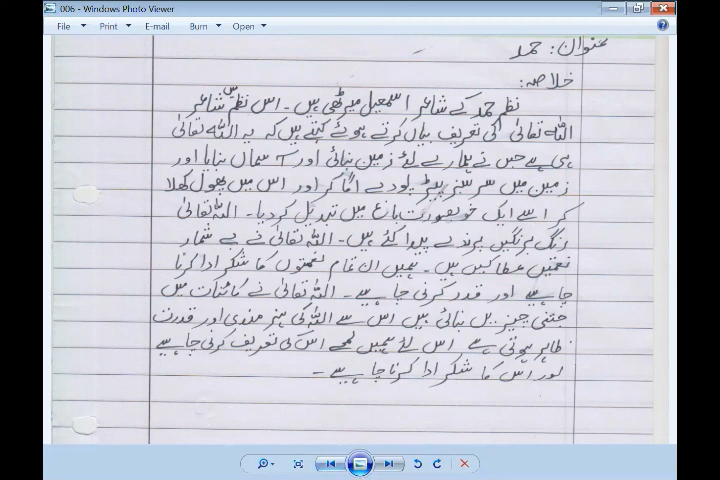 006 - Windows Photo Viewer
File Print E-mail Burn Open
عنوان: حمد
خلاصہ:
نظم حمد کے شاعر اسمعیل میرٹھی ہیں۔ اس نظم میں شاعر
اللہ تعالیٰ کی تعریف بیان کرتے ہوئے کہتے ہیں کہ یہ اللہ تعالیٰ
ہی ہے جس نے ہمارے لئے زمین بنائی اور آسمان بنایا اور
زمین میں سرسبز پیڑ پودے اگا کر اور اس میں پھول کھلا
کر اسے ایک خوبصورت باغ میں تبدیل کر دیا۔ اللہ تعالیٰ
رنگ برنگیں پرندے پیدا کئے ہیں۔ اللہ تعالیٰ نے بے شمار
نعمتیں عطا کیں ہیں۔ ہمیں ان تمام نعمتوں کا شکر ادا کرنا
چاہیے اور قدر کرنی چاہیے۔ اللہ تعالیٰ نے کائنات میں
جتنی چیزیں بنائی ہیں اس سے اللہ کی ہنر مندی اور قدرت
ظاہر ہوتی ہے اس لئے ہمیں اس کی تعریف کرنی چاہیے
اور اس کا شکر ادا کرنا چاہیے۔